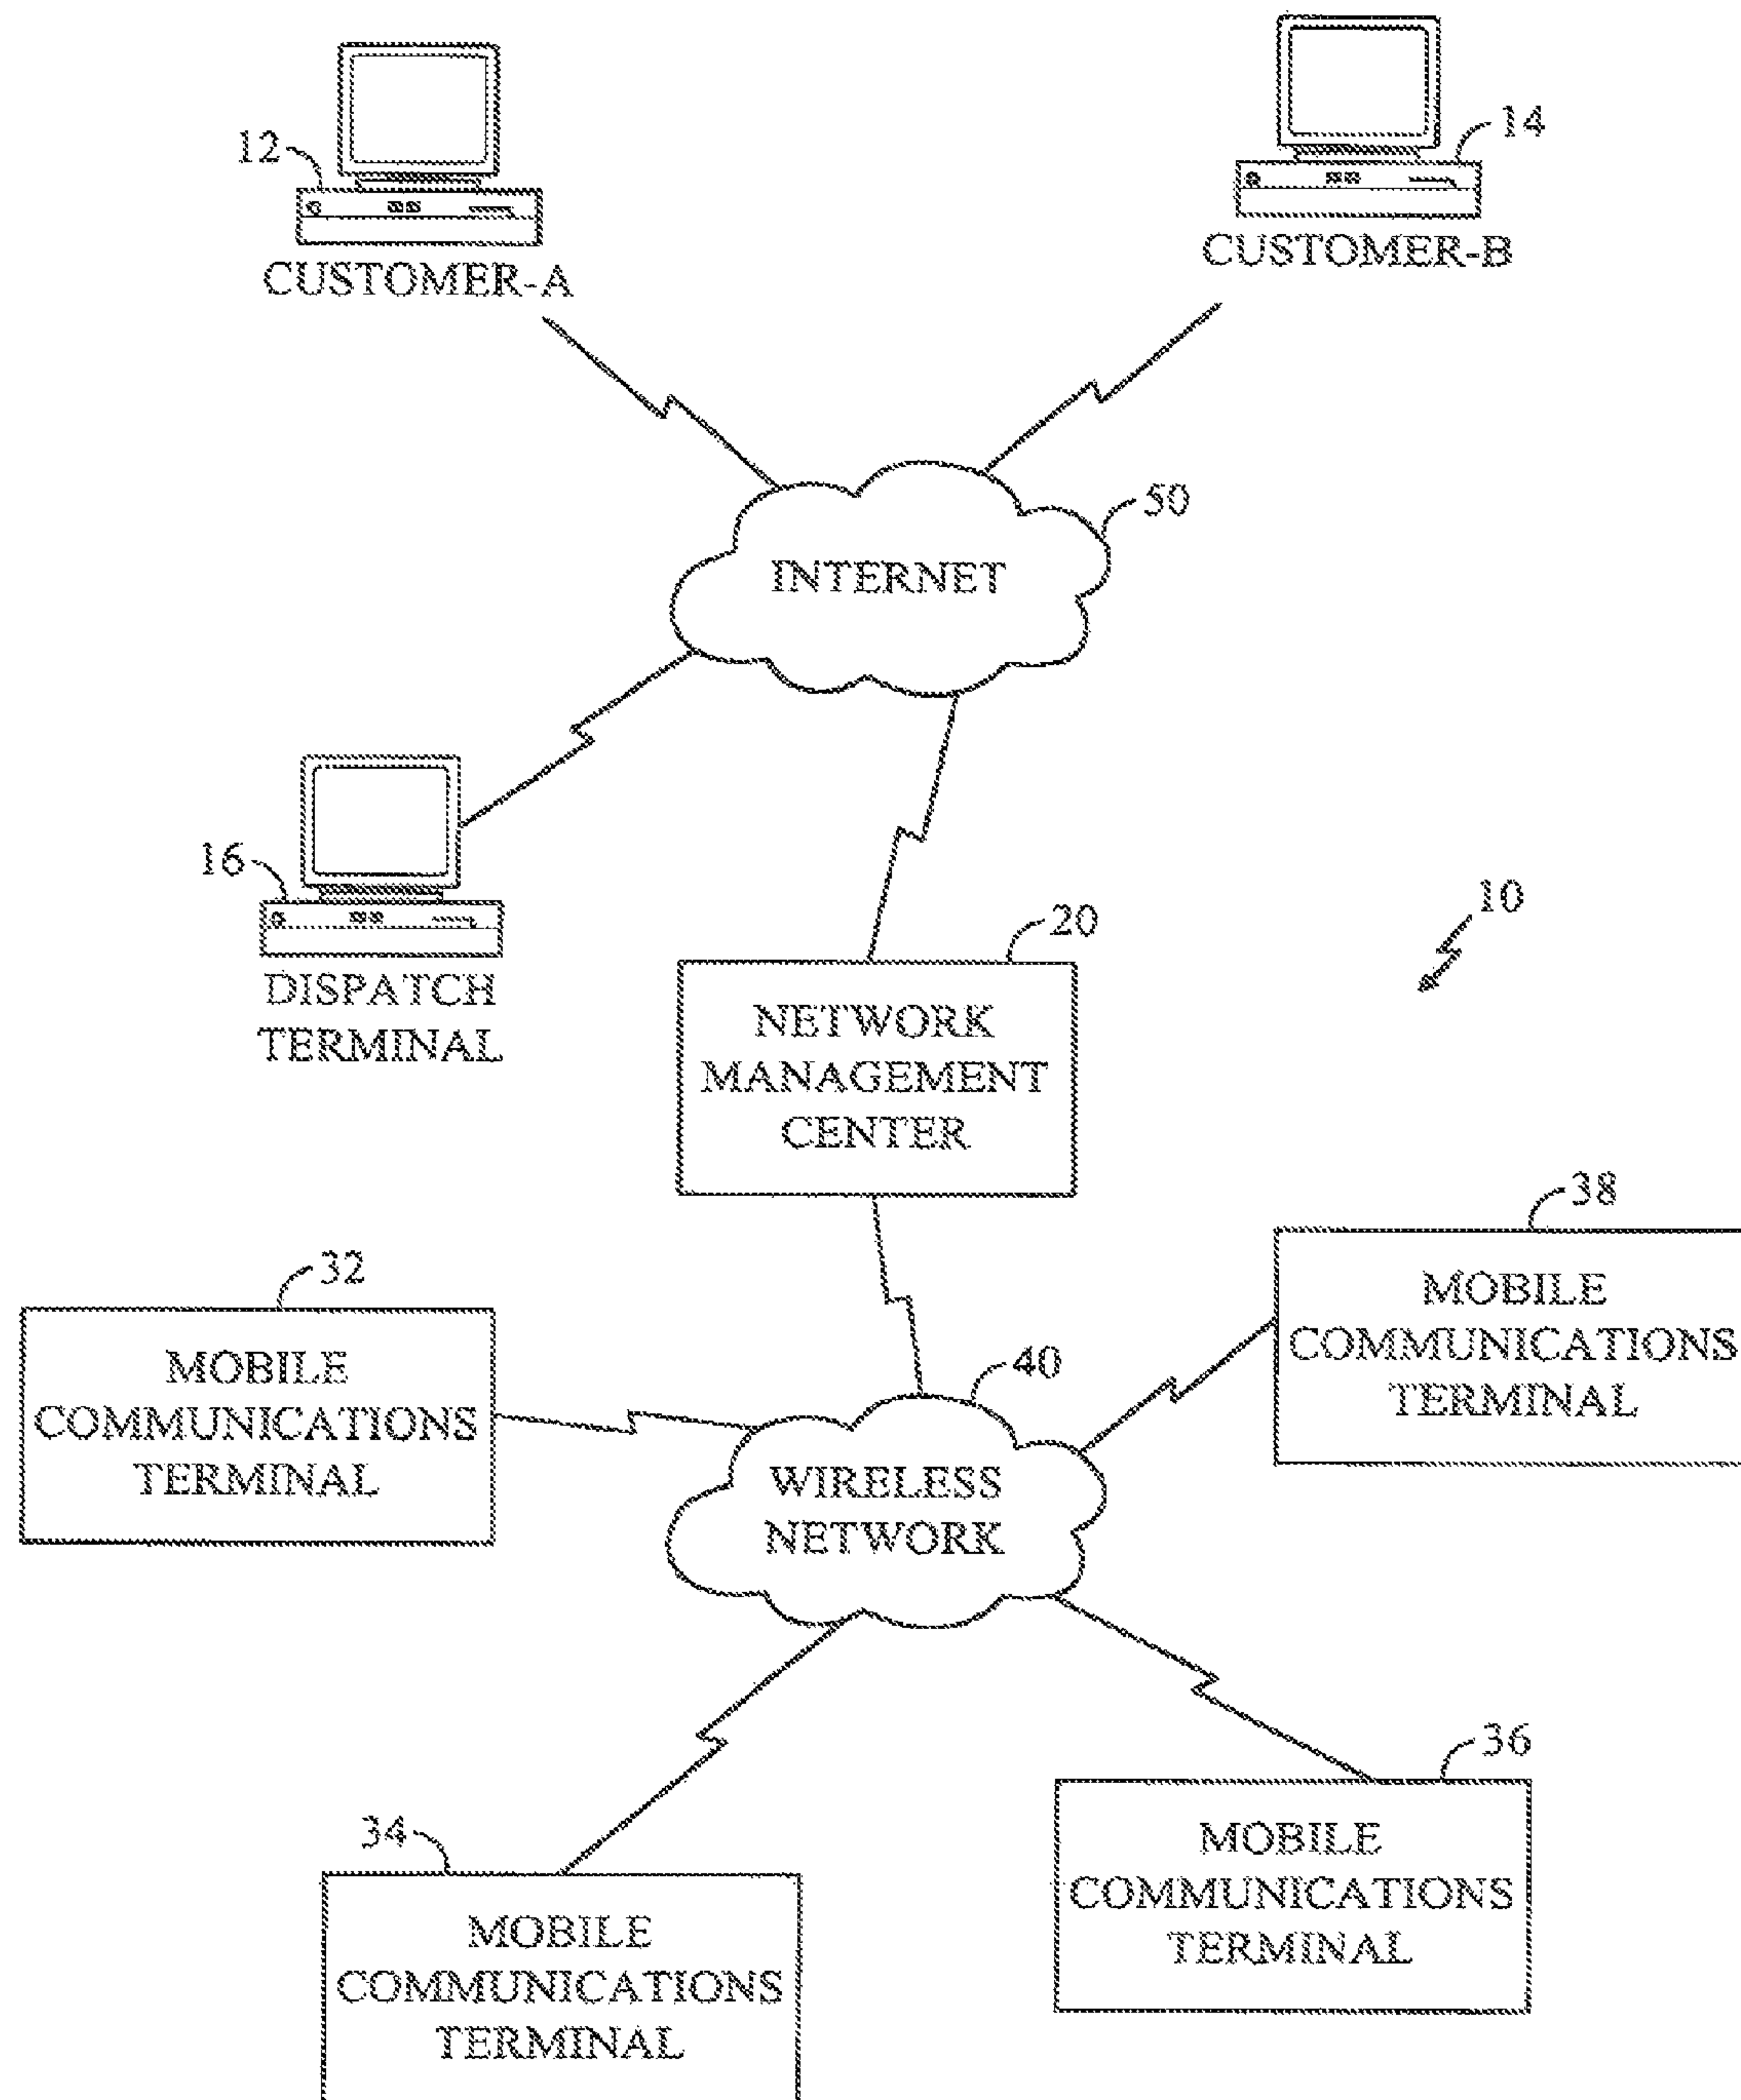 12
CUSTOMER-A
14
CUSTOMER-B
50
INTERNET
16
DISPATCH
TERMINAL
10
20
NETWORK
MANAGEMENT
CENTER
38
MOBILE
COMMUNICATIONS
TERMINAL
32
MOBILE
COMMUNICATIONS
TERMINAL
40
WIRELESS
NETWORK
36
MOBILE
COMMUNICATIONS
TERMINAL
34
MOBILE
COMMUNICATIONS
TERMINAL